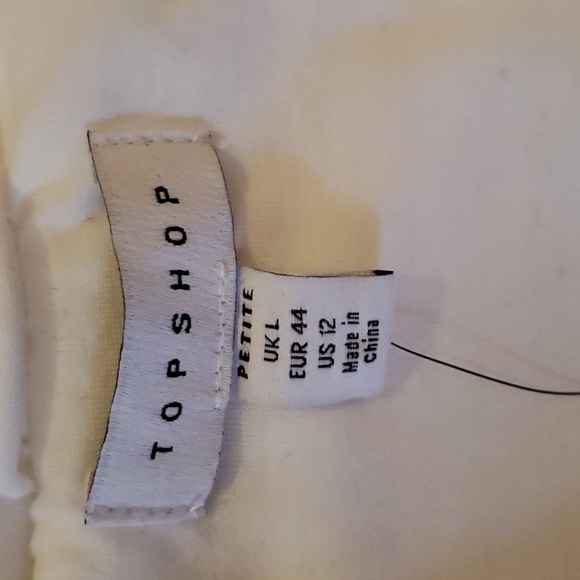 TOPSHOP
PETITE
UK L
EUR 44
US 12
Made in
China